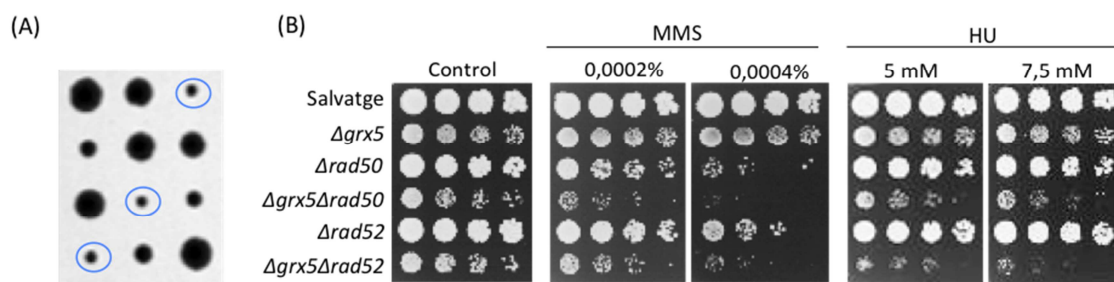 (A)
(B)
MMS
HU
Control
0,0002%
0,0004%
5 mM
7,5 mM
Salvatge
Δgrx5
Δrad50
Δgrx5Δrad50
Δrad52
Δgrx5Δrad52